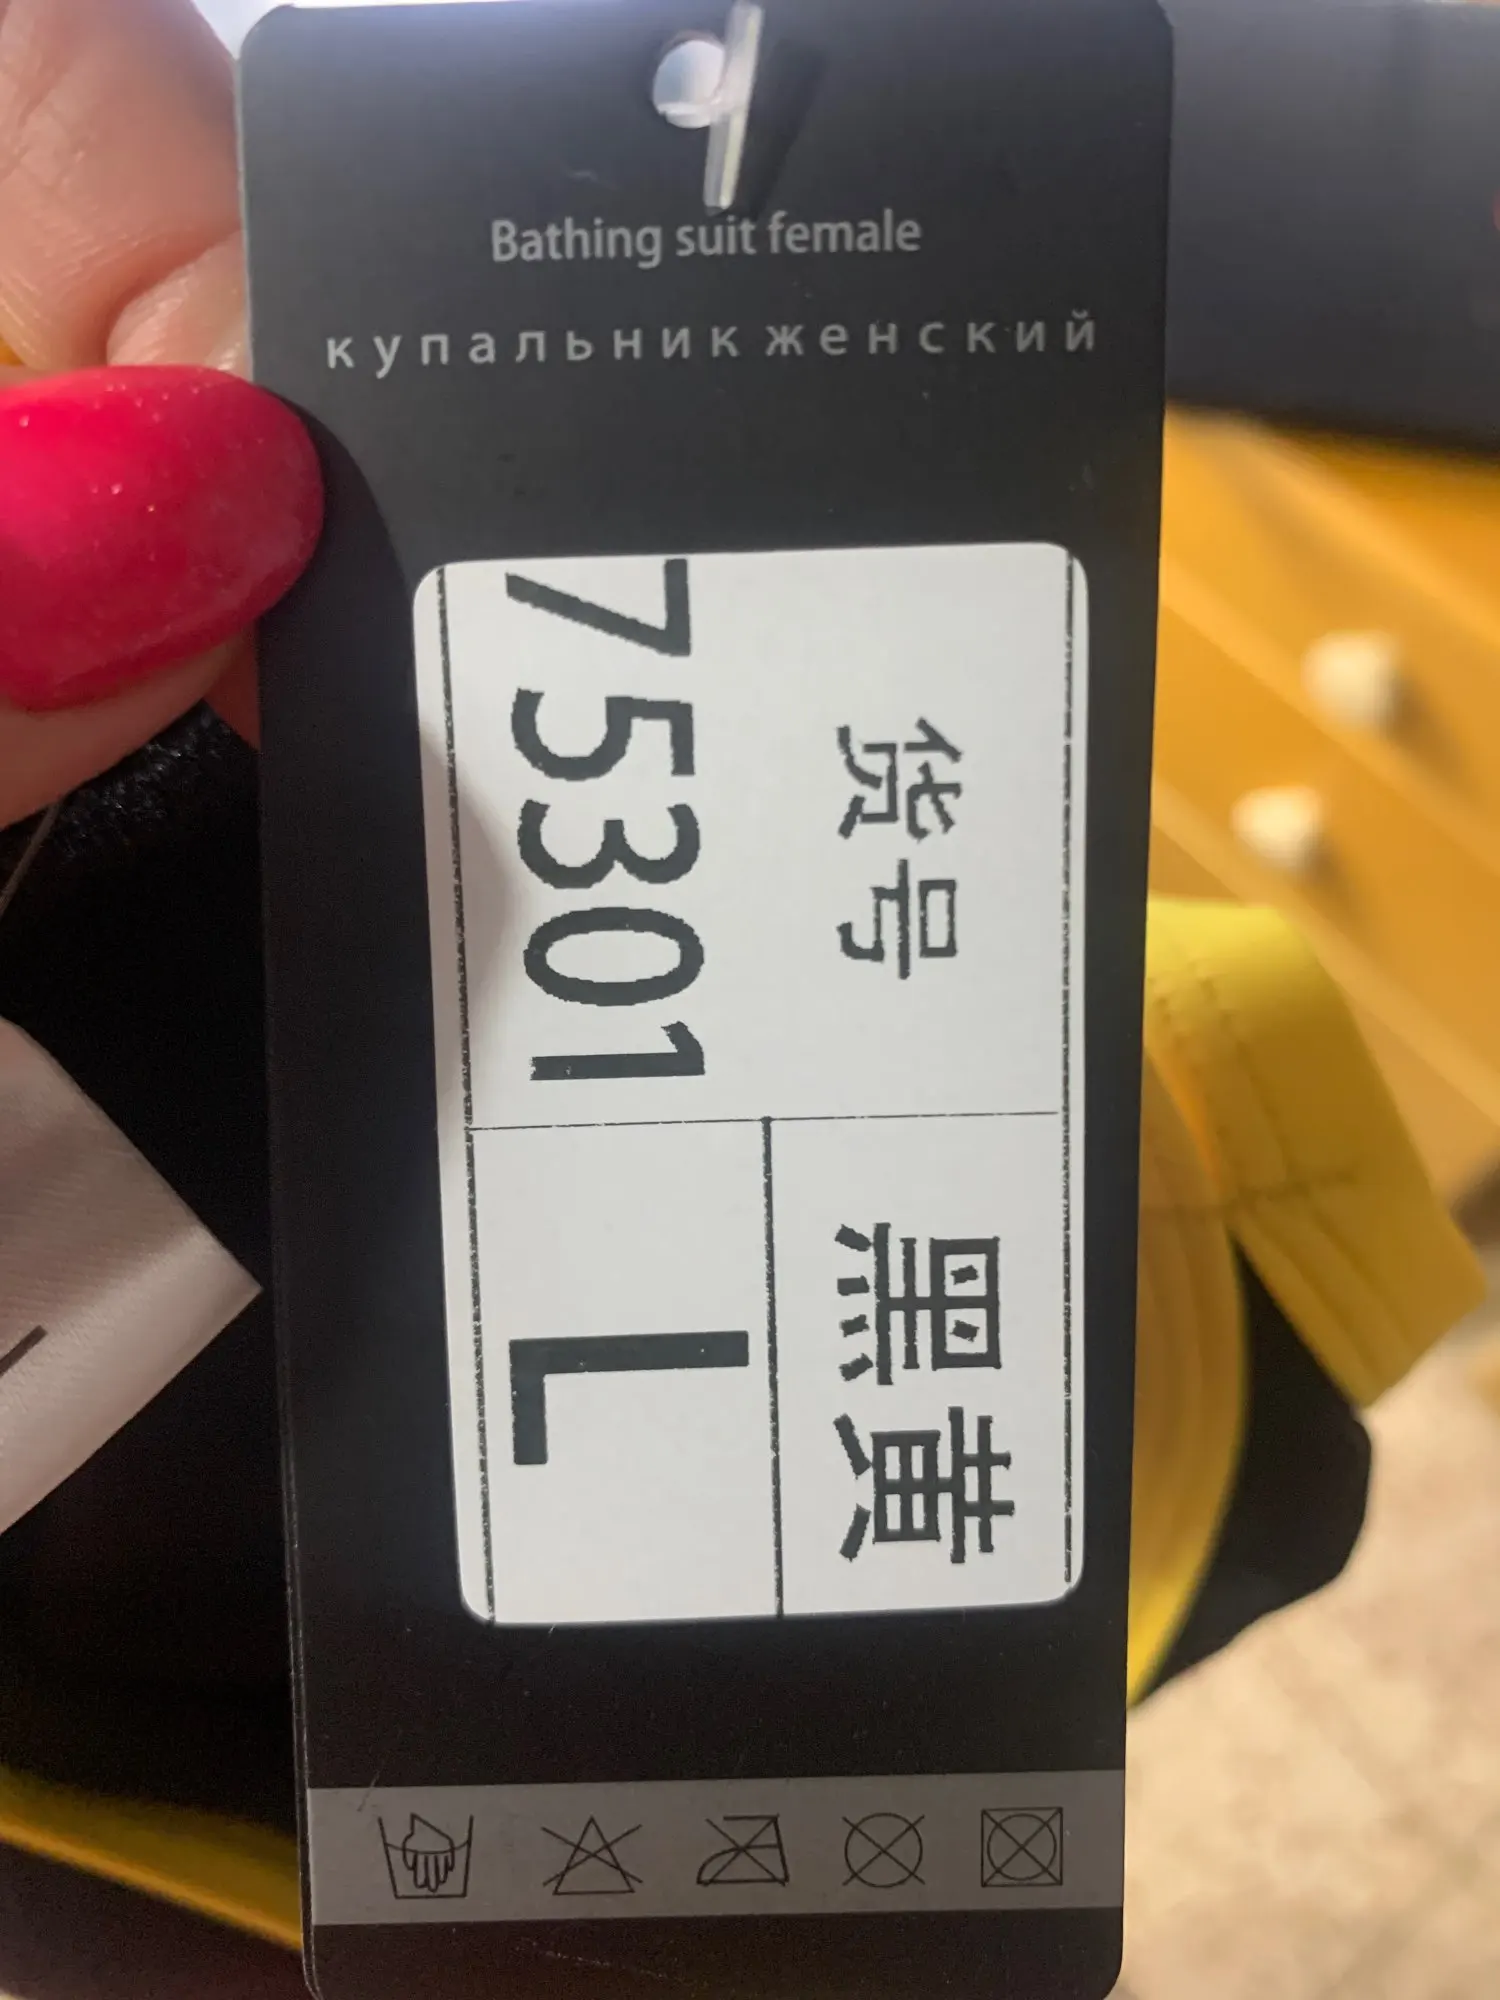 Bathing suit female
купальник женский
货号
75301
黑黄
L